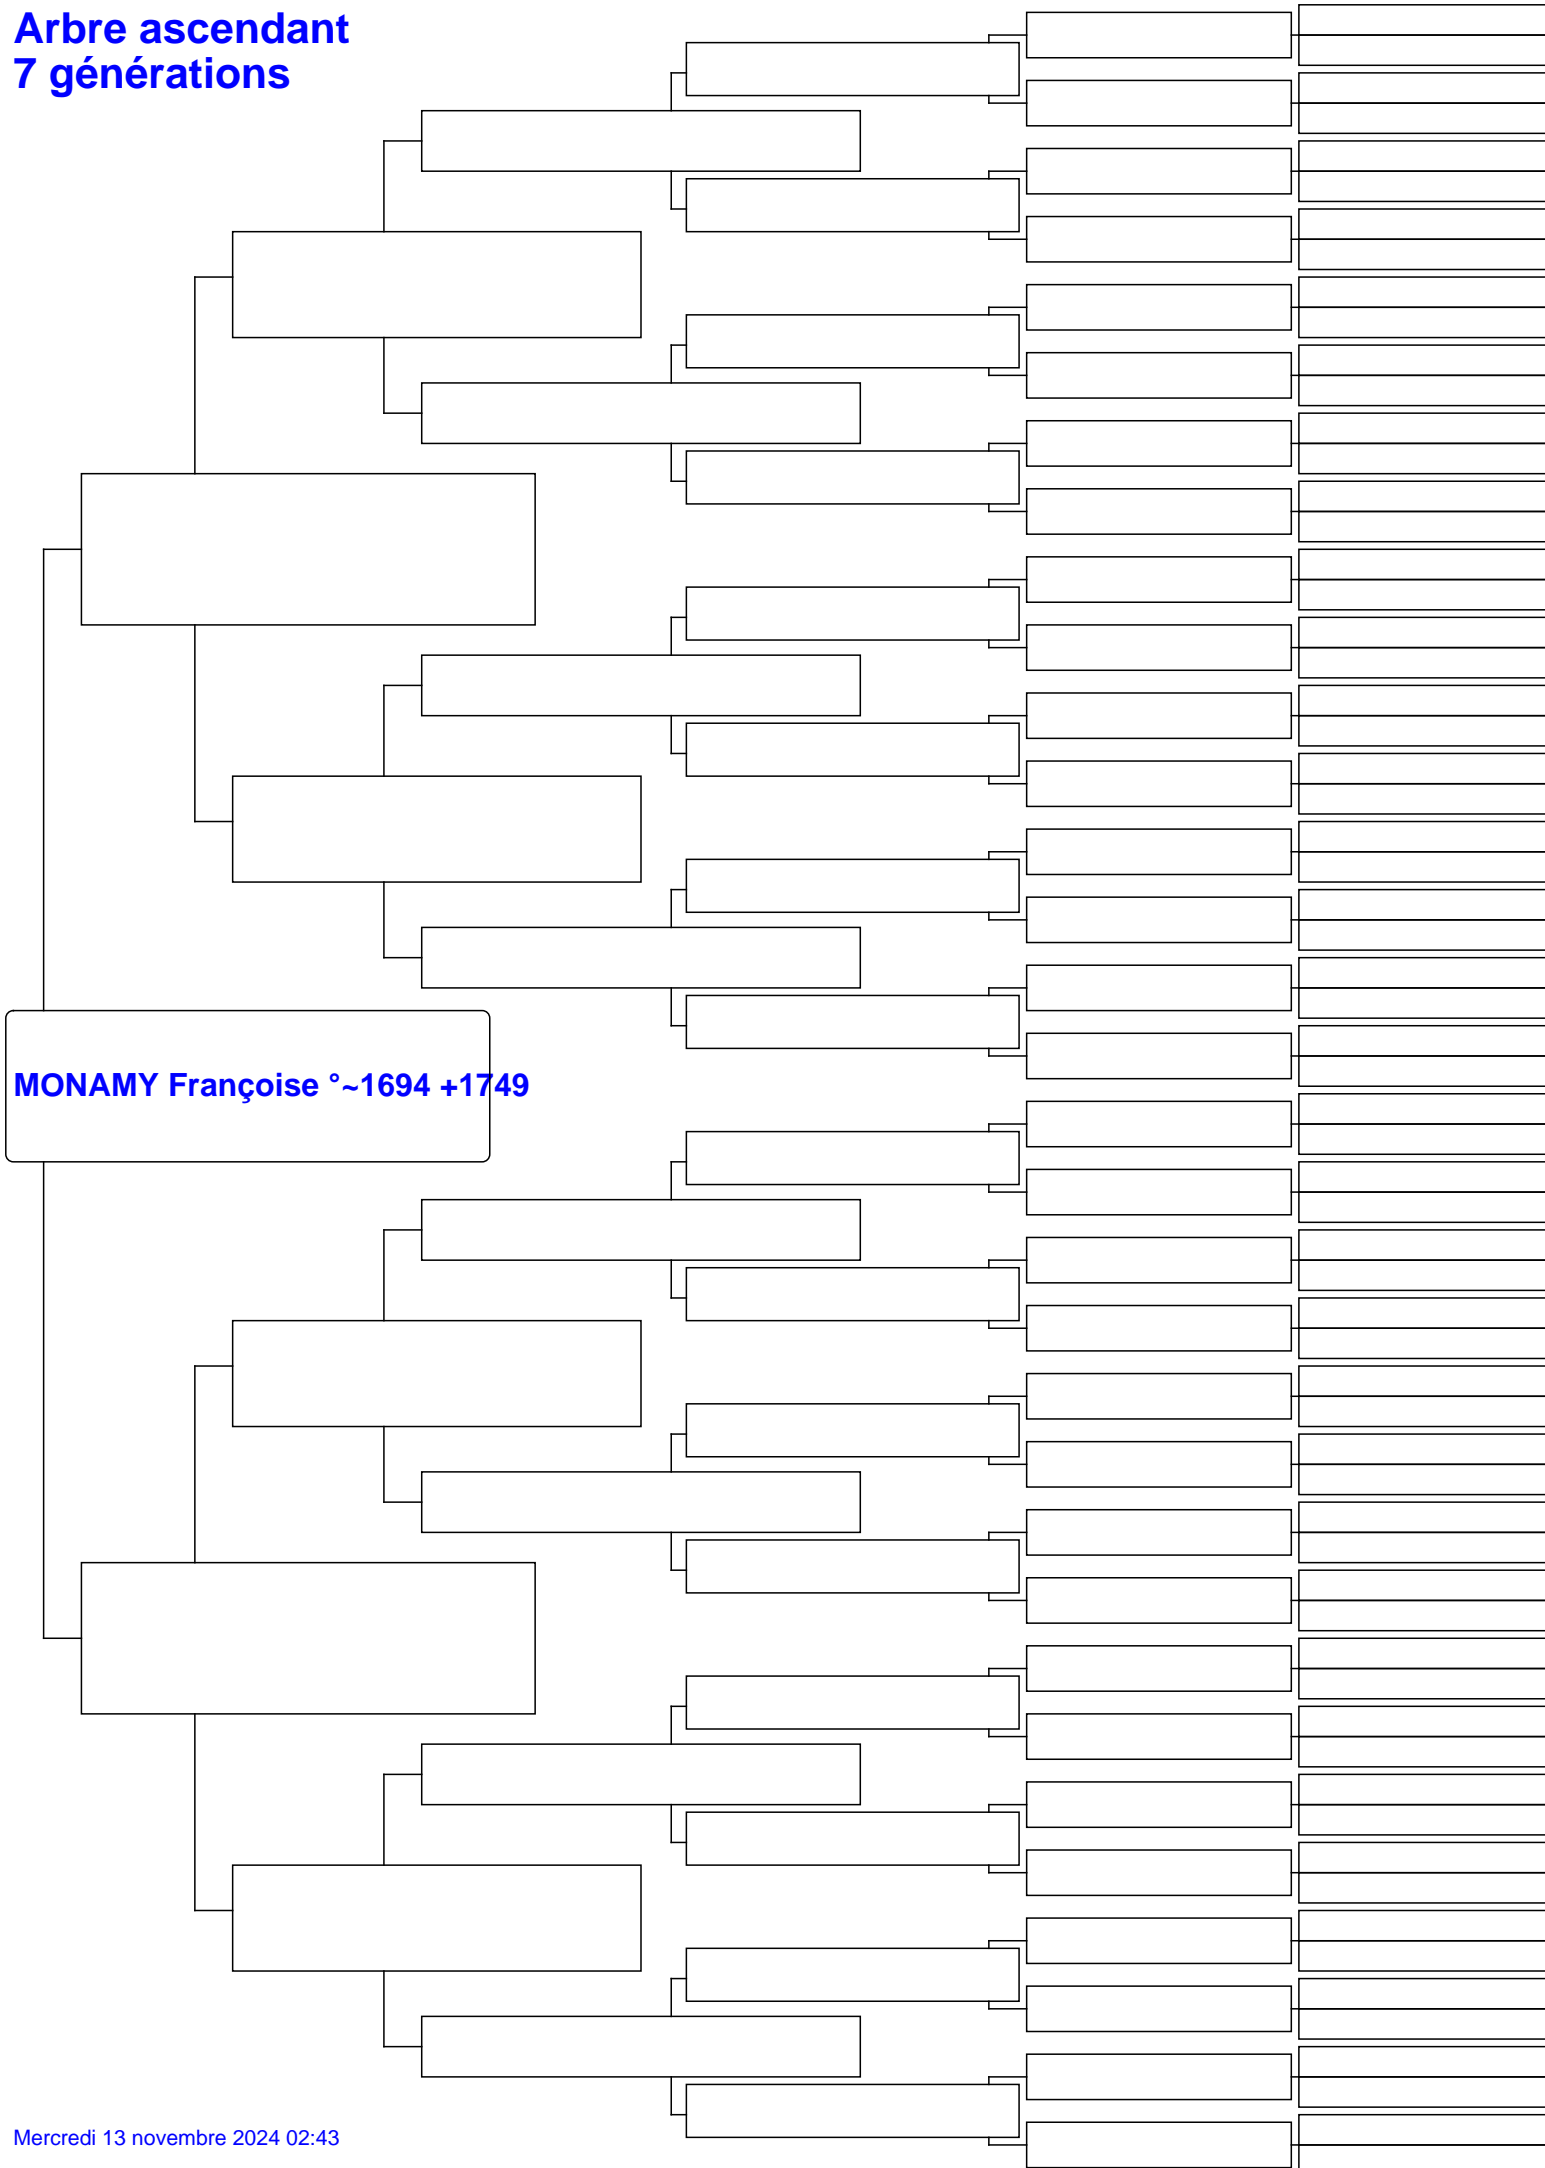 Arbre ascendant
7 générations
MONAMY Françoise °~1694 +1749
Mercredi 13 novembre 2024 02:43